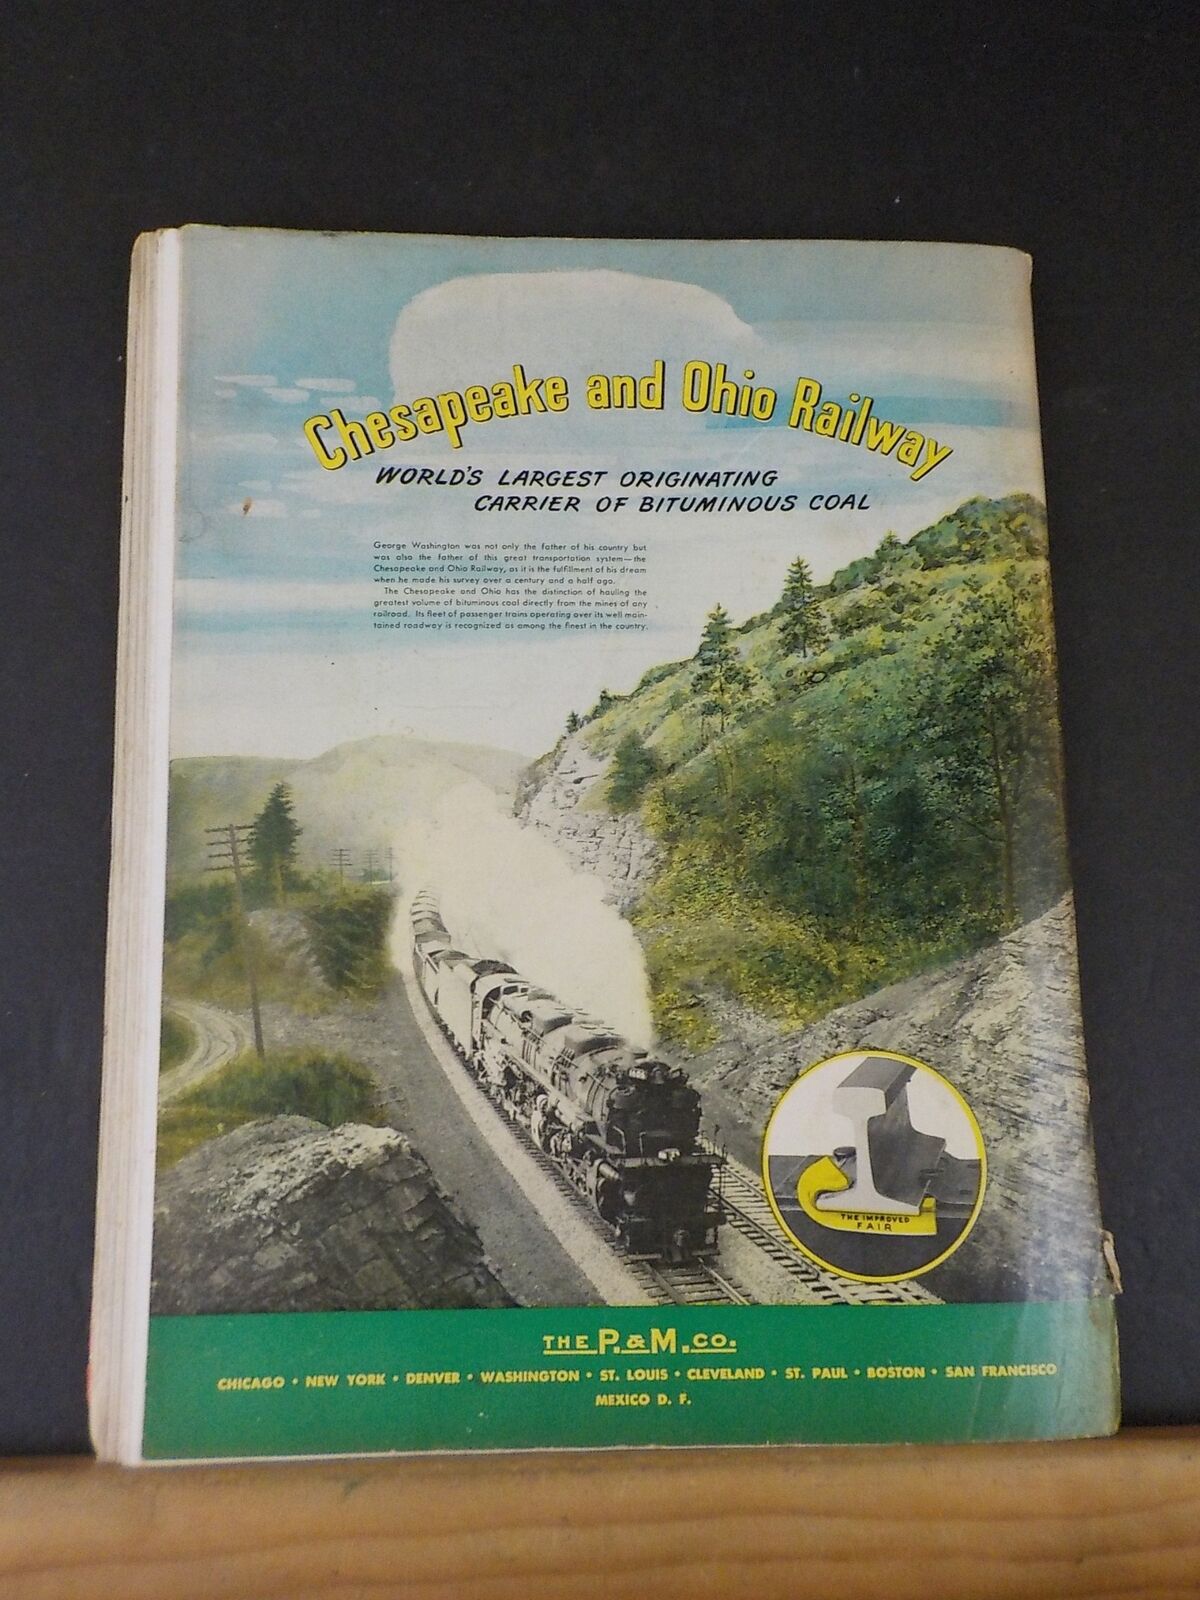 Chesapeake and Ohio Railway
WORLD'S LARGEST ORIGINATING
CARRIER OF BITUMINOUS COAL
George Washington was not only the father of his country but
was also the father of this great transportation system—the
Chesapeake and Ohio Railway, as it is the fulfillment of his dream
when he made his survey over a century and a half ago.
The Chesapeake and Ohio has the distinction of hauling the
greatest volume of bituminous coal directly from the mines of any
railroad. Its fleet of passenger trains operating over its well main-
tained roadway is recognized as among the finest in the country.
THE IMPROVED
FAIR
THE P. & M. CO.
CHICAGO • NEW YORK • DENVER • WASHINGTON • ST. LOUIS • CLEVELAND • ST. PAUL • BOSTON • SAN FRANCISCO
MEXICO D. F.